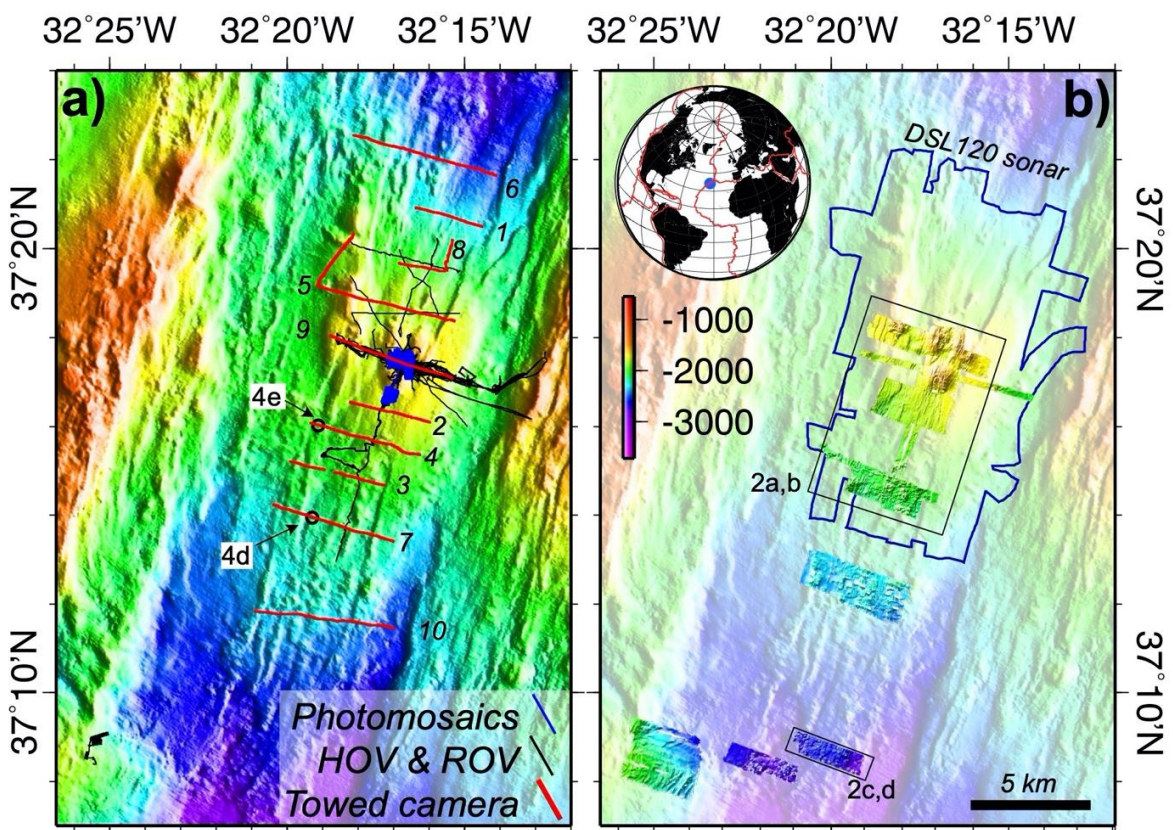 32°25'W 32°20'W 32°15'W
32°25'W 32°20'W 32°15'W
a)
b)
DSL120 sonar
6
1
8
5
9
4e
2
4
3
4d
7
10
37°20'N
37°10'N
Photomosaics
HOV & ROV
Towed camera
-1000
-2000
-3000
2a,b
2c,d
5 km
37°20'N
37°10'N